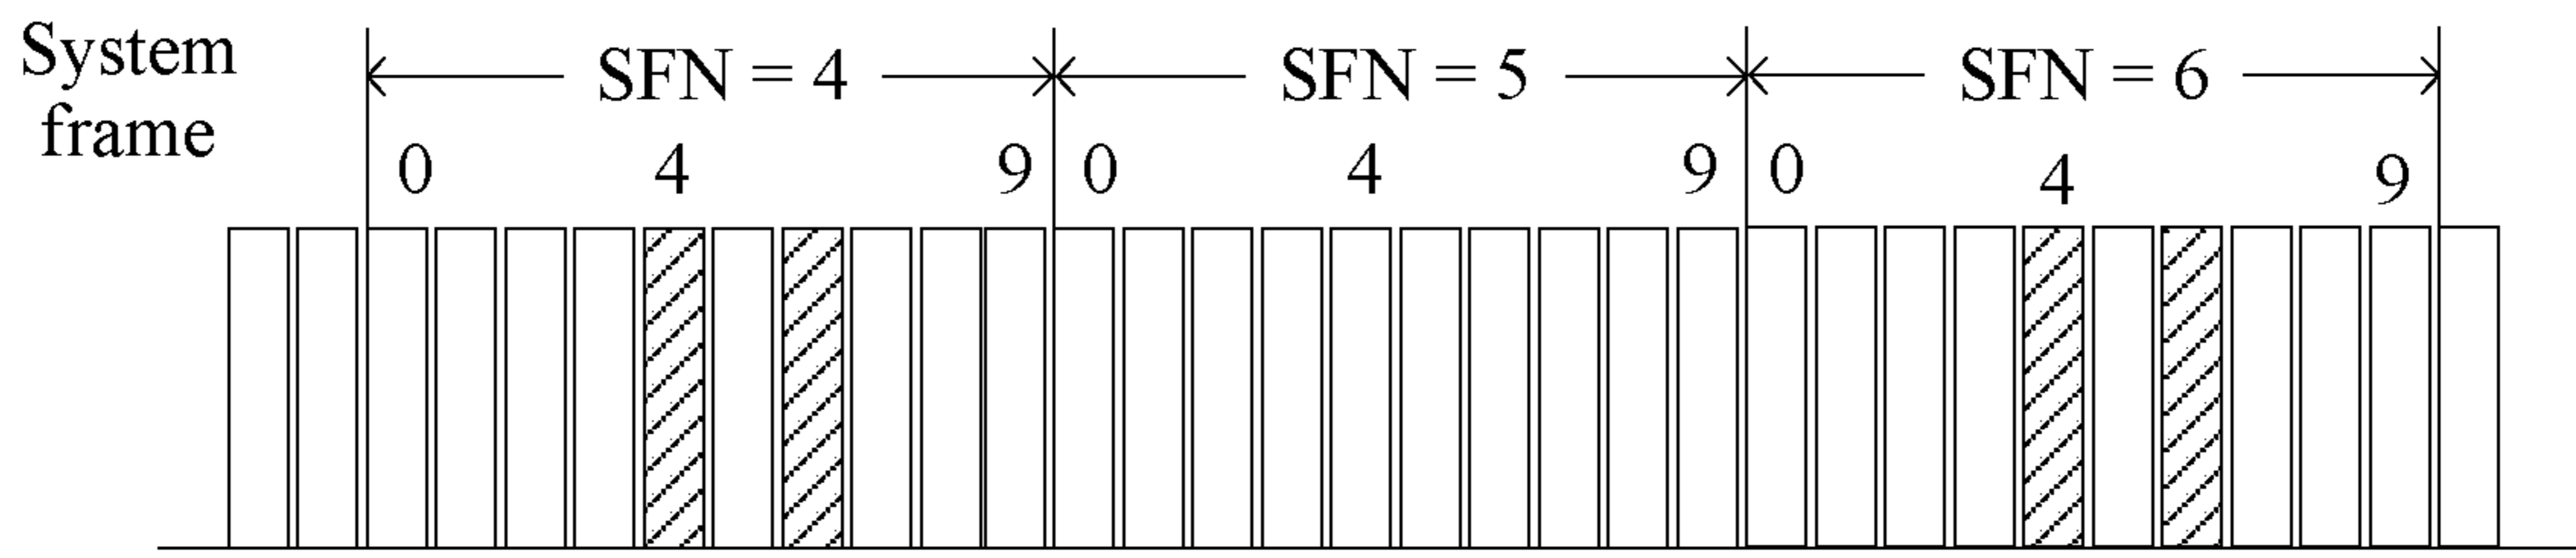 System
frame
SFN = 4
SFN = 5
SFN = 6
0 4 9 0 4 9 0 4 9